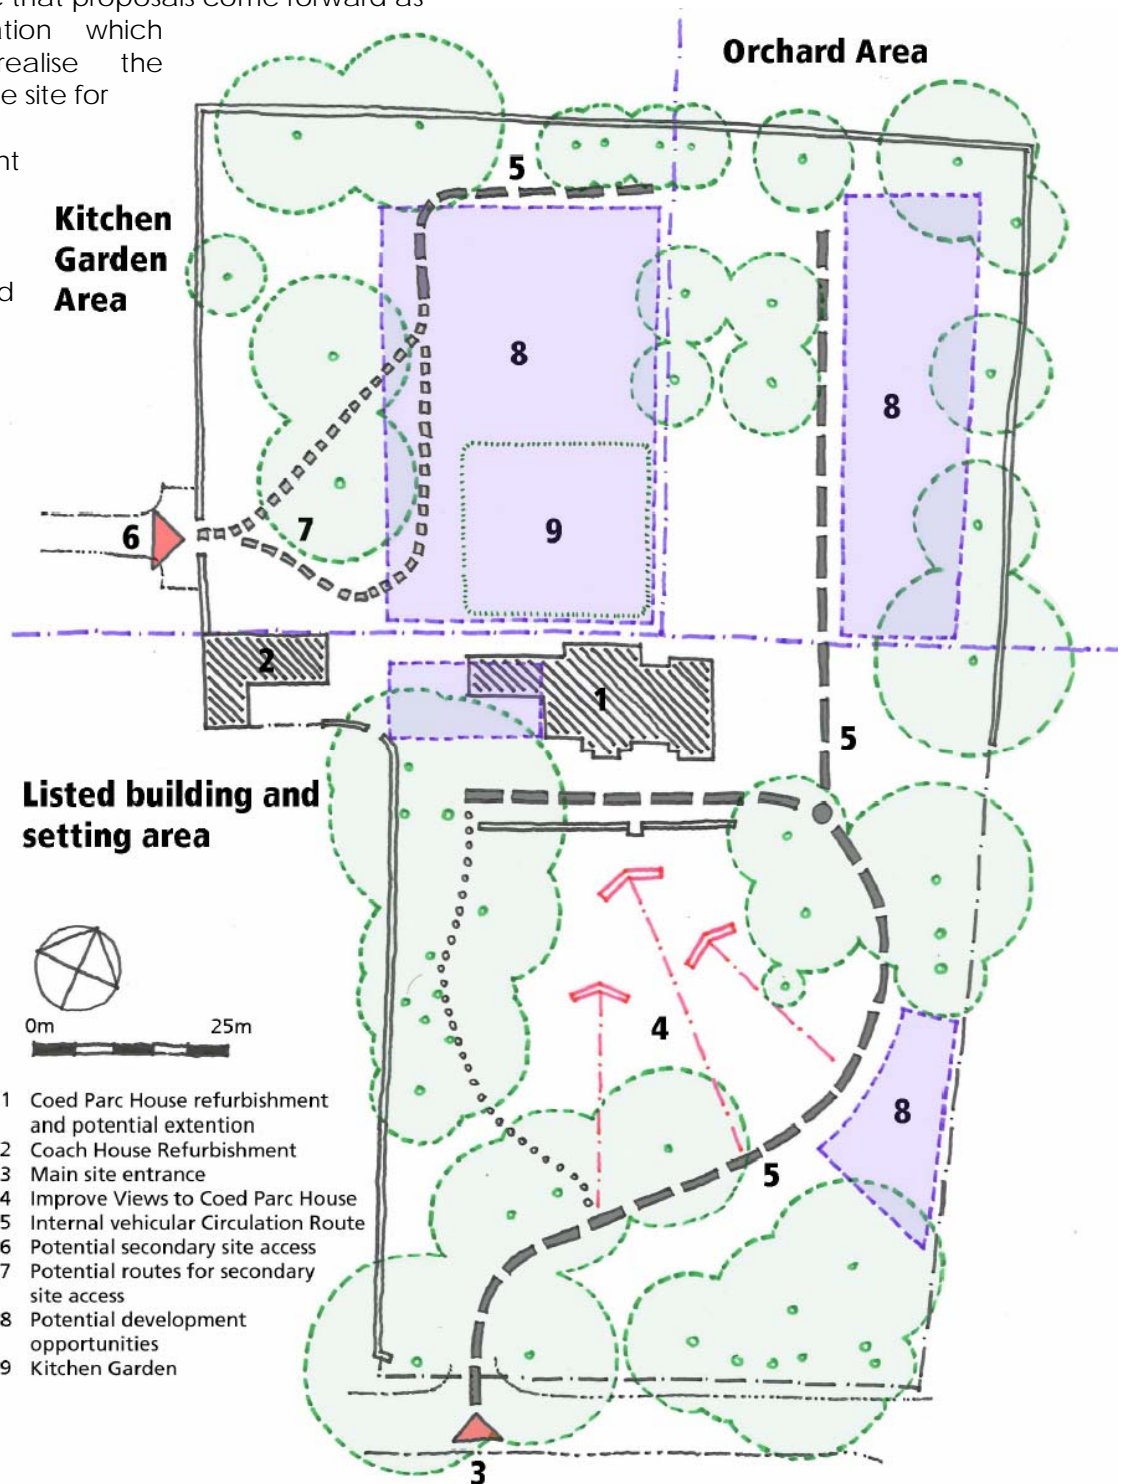 that proposals come forward as
which
realise the
e site for
Orchard Area
5
Kitchen
Garden
Area
8
8
9
6
7
2
1
5
Listed building and
setting area
4
0m 25m
8
5
1 Coed Parc House refurbishment
and potential extention
2 Coach House Refurbishment
3 Main site entrance
4 Improve Views to Coed Parc House
5 Internal vehicular Circulation Route
6 Potential secondary site access
7 Potential routes for secondary
site access
8 Potential development
opportunities
9 Kitchen Garden
3